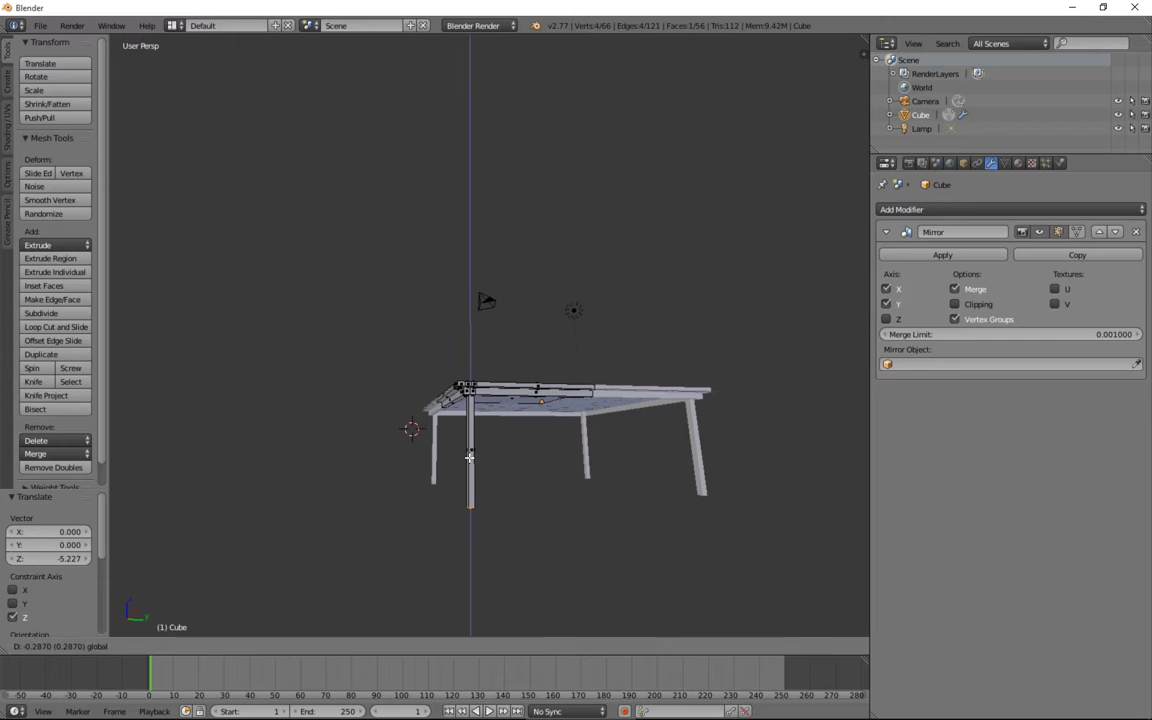 Blender
File Render Window Help Default Scene Blender Render v2.77 | Verts:4/66 | Edges:4/121 | Faces:1/56 | Tris:112 | Mem:9.42M | Cube
View Search All Scenes
User Persp
Tools
Create
Shading / UVs
Options
Grease Pencil
Transform
Translate
Rotate
Scale
Shrink/Fatten
Push/Pull
Mesh Tools
Deform:
Slide Ed Vertex
Noise
Smooth Vertex
Randomize
Add:
Extrude
Extrude Region
Extrude Individual
Inset Faces
Make Edge/Face
Subdivide
Loop Cut and Slide
Offset Edge Slide
Duplicate
Spin Screw
Knife Select
Knife Project
Bisect
Remove:
Delete
Merge
Remove Doubles
Translate
Vector
X: 0.000
Y: 0.000
Z: -5.227
Constraint Axis
X
Y
Z
Orientation
(1) Cube
D: -0.2870 (0.2870) global
Scene
RenderLayers
World
Camera
Cube
Lamp
Cube
Add Modifier
Mirror
Apply Copy
Axis: Options: Textures:
X Merge U
Y Clipping V
Z Vertex Groups
Merge Limit: 0.001000
Mirror Object:
-50 -40 -30 -20 -10 0 10 20 30 40 50 60 70 80 90 100 110 120 130 140 150 160 170 180 190 200 210 220 230 240 250 260 270 280
View Marker Frame Playback Start: 1 End: 250 1 No Sync